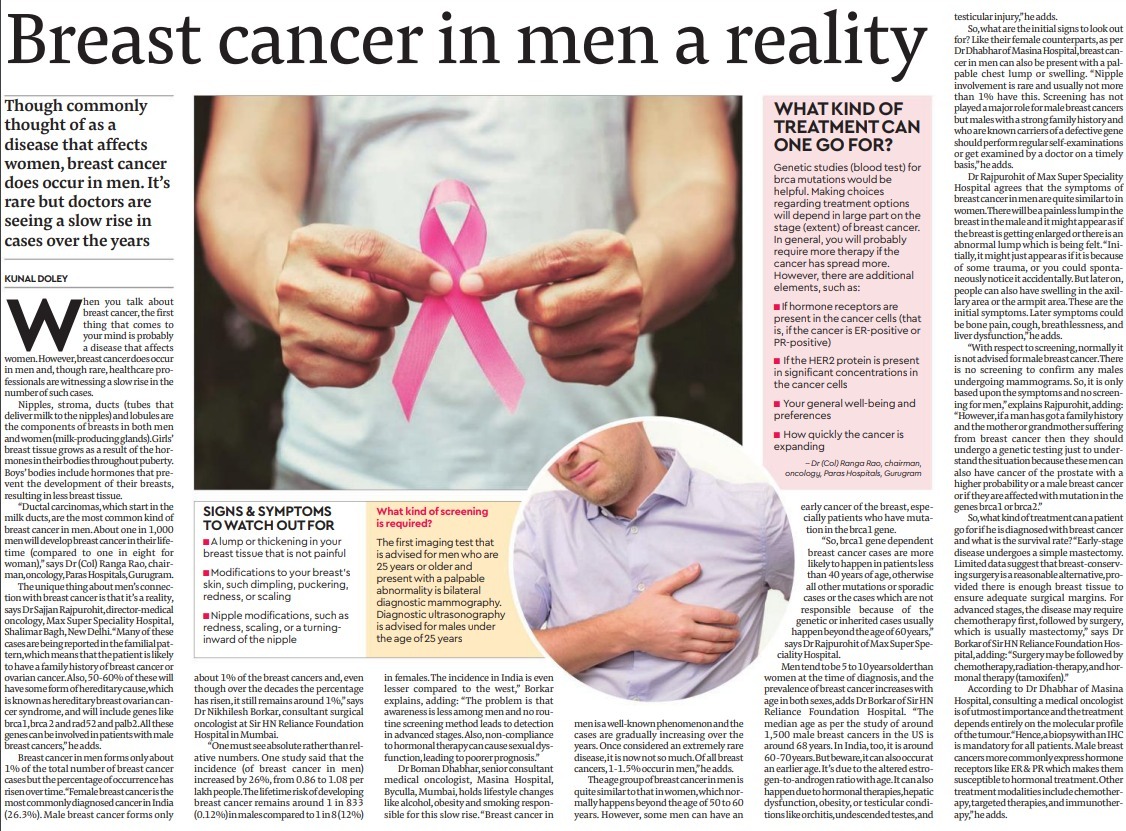 Breast cancer in men a reality
Though commonly
thought of as a
disease that affects
women, breast cancer
does occur in men. It's
rare but doctors are
seeing a slow rise in
cases over the years
KUNAL DOLEY
When you talk about
breast cancer, the first
thing that comes to
your mind is probably
a disease that affects
women. However, breast cancer does occur
in men and, though rare, healthcare pro-
fessionals are witnessing a slow rise in the
number of such cases.
Nipples, stroma, ducts (tubes that
deliver milk to the nipples) and lobules are
the components of breasts in both men
and women (milk-producing glands). Girls'
breast tissue grows as a result of the hor-
mones in their bodies throughout puberty.
Boys' bodies include hormones that pre-
vent the development of their breasts,
resulting in less breast tissue.
"Ductal carcinomas, which start in the
milk ducts, are the most common kind of
breast cancer in men. About one in 1,000
men will develop breast cancer in their life-
time (compared to one in eight for
woman)," says Dr (Col) Ranga Rao, chair-
man, oncology, Paras Hospitals, Gurugram.
The unique thing about men's connec-
tion with breast cancer is that it's a reality,
says Dr Sajjan Rajpurohit, director-medical
oncology, Max Super Speciality Hospital,
Shalimar Bagh, New Delhi. "Many of these
cases are being reported in the familial pat-
tern, which means that the patient is likely
to have a family history of breast cancer or
ovarian cancer. Also, 50-60% of these will
have some form of hereditary cause, which
is known as hereditary breast ovarian can-
cer syndrome, and will include genes like
brca1, brca 2 and rad52 and palb2. All these
genes can be involved in patients with male
breast cancers," he adds.
Breast cancer in men forms only about
1% of the total number of breast cancer
cases but the percentage of occurrence has
risen over time. "Female breast cancer is the
most commonly diagnosed cancer in India
(26.3%). Male breast cancer forms only
SIGNS & SYMPTOMS
TO WATCH OUT FOR
A lump or thickening in your
breast tissue that is not painful
Modifications to your breast's
skin, such dimpling, puckering,
redness, or scaling
Nipple modifications, such as
redness, scaling, or a turning-
inward of the nipple
What kind of screening
is required?
The first imaging test that
is advised for men who are
25 years or older and
present with a palpable
abnormality is bilateral
diagnostic mammography.
Diagnostic ultrasonography
is advised for males under
the age of 25 years
about 1% of the breast cancers and, even
though over the decades the percentage
has risen, it still remains around 1%," says
Dr Nikhilesh Borkar, consultant surgical
oncologist at Sir HN Reliance Foundation
Hospital in Mumbai.
"One must see absolute rather than rel-
ative numbers. One study said that the
incidence (of breast cancer in men)
increased by 26%, from 0.86 to 1.08 per
lakh people. The lifetime risk of developing
breast cancer remains around 1 in 833
(0.12%) in males compared to 1 in 8 (12%)
in females. The incidence in India is even
lesser compared to the west," Borkar
explains, adding: "The problem is that
awareness is less among men and no rou-
tine screening method leads to detection
in advanced stages. Also, non-compliance
to hormonal therapy can cause sexual dys-
function, leading to poorer prognosis."
Dr Boman Dhabhar, senior consultant
medical oncologist, Masina Hospital,
Byculla, Mumbai, holds lifestyle changes
like alcohol, obesity and smoking respon-
sible for this slow rise. "Breast cancer in
men is a well-known phenomenon and the
cases are gradually increasing over the
years. Once considered an extremely rare
disease, it is now not so much. Of all breast
cancers, 1-1.5% occur in men," he adds.
The age group of breast cancer in men is
quite similar to that in women, which nor-
mally happens beyond the age of 50 to 60
years. However, some men can have an
early cancer of the breast, espe-
cially patients who have muta-
tion in the brca1 gene.
"So, brca1 gene dependent
breast cancer cases are more
likely to happen in patients less
than 40 years of age, otherwise
all other mutations or sporadic
cases or the cases which are not
responsible because of the
genetic or inherited cases usually
happen beyond the age of 60 years,"
says Dr Rajpurohit of Max Super Spe-
ciality Hospital.
Men tend to be 5 to 10 years older than
women at the time of diagnosis, and the
prevalence of breast cancer increases with
age in both sexes, adds Dr Borkar of Sir HN
Reliance Foundation Hospital. "The
median age as per the study of around
1,500 male breast cancers in the US is
around 68 years. In India, too, it is around
60-70 years. But beware, it can also occur at
an earlier age. It's due to the altered estro-
gen-to-androgen ratio with age. It can also
happen due to hormonal therapies, hepatic
dysfunction, obesity, or testicular condi-
tions like orchitis, undescended testes, and
WHAT KIND OF
TREATMENT CAN
ONE GO FOR?
Genetic studies (blood test) for
brca mutations would be
helpful. Making choices
regarding treatment options
will depend in large part on the
stage (extent) of breast cancer.
In general, you will probably
require more therapy if the
cancer has spread more.
However, there are additional
elements, such as:
If hormone receptors are
present in the cancer cells (that
is, if the cancer is ER-positive or
PR-positive)
If the HER2 protein is present
in significant concentrations in
the cancer cells
Your general well-being and
preferences
How quickly the cancer is
expanding
– Dr (Col) Ranga Rao, chairman,
oncology, Paras Hospitals, Gurugram
testicular injury," he adds.
So, what are the initial signs to look out
for? Like their female counterparts, as per
Dr Dhabhar of Masina Hospital, breast can-
cer in men can also be present with a pal-
pable chest lump or swelling. "Nipple
involvement is rare and usually not more
than 1% have this. Screening has not
played a major role for male breast cancers
but males with a strong family history and
who are known carriers of a defective gene
should perform regular self-examinations
or get examined by a doctor on a timely
basis," he adds.
Dr Rajpurohit of Max Super Speciality
Hospital agrees that the symptoms of
breast cancer in men are quite similar to in
women. There will be a painless lump in the
breast in the male and it might appear as if
the breast is getting enlarged or there is an
abnormal lump which is being felt. "Ini-
tially, it might just appear as if it is because
of some trauma, or you could sponta-
neously notice it accidentally. But later on,
people can also have swelling in the axil-
lary area or the armpit area. These are the
initial symptoms. Later symptoms could
be bone pain, cough, breathlessness, and
liver dysfunction," he adds.
"With respect to screening, normally it
is not advised for male breast cancer. There
is no screening to confirm any males
undergoing mammograms. So, it is only
based upon the symptoms and no screen-
ing for men," explains Rajpurohit, adding:
"However, if a man has got a family history
and the mother or grandmother suffering
from breast cancer then they should
undergo a genetic testing just to under-
stand the situation because these men can
also have cancer of the prostate with a
higher probability or a male breast cancer
or if they are affected with mutation in the
genes brca1 or brca2."
So, what kind of treatment can a patient
go for if he is diagnosed with breast cancer
and what is the survival rate? "Early-stage
disease undergoes a simple mastectomy.
Limited data suggest that breast-conserv-
ing surgery is a reasonable alternative, pro-
vided there is enough breast tissue to
ensure adequate surgical margins. For
advanced stages, the disease may require
chemotherapy first, followed by surgery,
which is usually mastectomy," says Dr
Borkar of Sir HN Reliance Foundation Hos-
pital, adding: "Surgery may be followed by
chemotherapy, radiation-therapy, and hor-
monal therapy (tamoxifen)."
According to Dr Dhabhar of Masina
Hospital, consulting a medical oncologist
is of utmost importance and the treatment
depends entirely on the molecular profile
of the tumour. "Hence, a biopsy with an IHC
is mandatory for all patients. Male breast
cancers more commonly express hormone
receptors like ER & PR which makes them
susceptible to hormonal treatment. Other
treatment modalities include chemother-
apy, targeted therapies, and immunother-
apy," he adds.